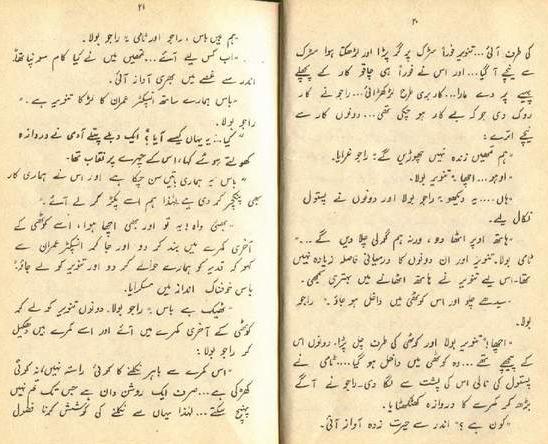 ۲۰
کی طرف آئی... تنویر فوراً سڑک پر گر پڑا اور لڑھکتا ہوا سڑک
سے نیچے آ گیا... اور اس نے فوراً ہی چاقو کار کے پچھلے
پہیے پر دے مارا... کار بری طرح لڑکھڑائی... راجو نے کار
روک دی جو کہ بے کار ہو چکی تھی... دونوں کار سے
نیچے اترے:
"ہم تمھیں زندہ نہیں چھوڑیں گے: راجو غرایا.
"اوہو... اچھا: تنویر بولا.
"ہاں... یہ دیکھو: راجو بولا اور دونوں نے پستول
نکال لیے.
"ہاتھ اوپر اٹھا دو، ورنہ ہم گولی چلا دیں گے..."
ٹامی بولا. تنویر اور ان دونوں کا درمیانی فاصلہ زیادہ نہیں
تھا. اس لیے تنویر نے ہاتھ اٹھانے میں بہتری سمجھی.
"سیدھے چلو اور اس کوٹھی میں داخل ہو جاؤ." راجو
بولا.
"اچھا: تنویر بولا اور کوٹھی کی طرف چل پڑا. دونوں اس
کے پیچھے تھے... وہ کوٹھی میں داخل ہو گیا... ٹامی نے
پستول کی نالی اس کی پشت سے لگا دی. راجو نے آگے
بڑھ کر کمرے کا دروازہ کھٹکھٹایا.
"کون ہے؟" اندر سے حیرت زدہ آواز آئی.
۲۱
"ہم ہیں باس، راجو اور ٹامی: راجو بولا.
"اب کس لیے آئے... تمھیں میں نے کیا کام سونپا تھا:
اندر سے غصے میں بھری آواز آئی.
"باس ہمارے ساتھ انسپکٹر عمران کا لڑکا تنویر ہے."
راجو بولا.
"کیا.. یہ یہاں کیسے آیا؟ ایک دبلے پتلے آدمی نے دروازہ
کھولتے ہوئے کہا، اس کے چہرے پر نقاب تھا.
"باس یہ ہماری باتیں سن چکا ہے اور اس نے ہماری کار
بھی پنکچر کر دی ہے لہٰذا ہم اسے پکڑ کر لے آئے."
"بھئی واہ! یہ تو اور بھی اچھا ہوا، اسے کوٹھی کے
آخری کمرے میں بند کر دو اور جا کر انسپکٹر عمران سے
کہو کہ قدیر کو ہمارے حوالے کر دو اور تنویر کو لے جاؤ:
باس خوفناک انداز میں مسکرایا.
"ٹھیک ہے باس: راجو بولا. دونوں تنویر کو لے کر
کوٹھی کے آخری کمرے میں آئے اور اسے کمرے میں دھکیل
کر راجو بولا:
"اس کمرے سے باہر نکلنے کا کوئی راستہ نہیں، نہ کوئی
کھڑکی ہے... صرف ایک روشن دان ہے جس تک تم نہیں
پہنچ سکتے... لہٰذا یہاں سے نکلنے کی کوشش کرنا فضول